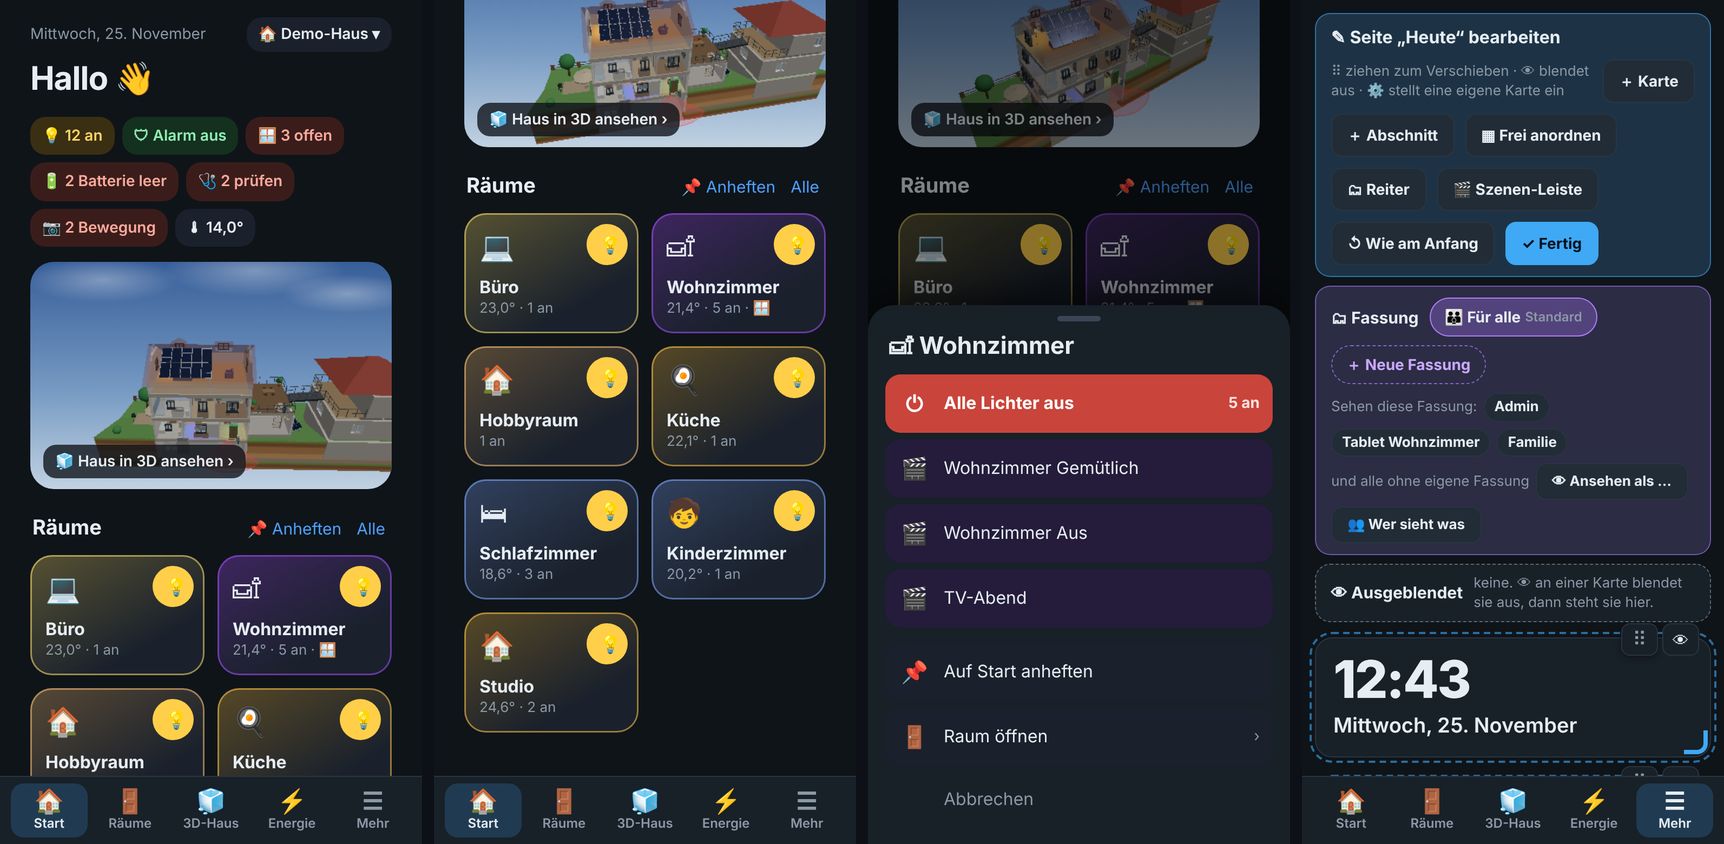 Mittwoch, 25. November
🏠 Demo-Haus ▾
Hallo 👋
💡 12 an
🛡 Alarm aus
🪟 3 offen
🔋 2 Batterie leer
🩺 2 prüfen
📷 2 Bewegung
🌡 14,0°
🧊 Haus in 3D ansehen ›
Räume
📌 Anheften
Alle
Büro
23,0° · 1 an
Wohnzimmer
21,4° · 5 an · 🪟
Hobbyraum
Küche
Start
Räume
3D-Haus
Energie
Mehr
🧊 Haus in 3D ansehen ›
Räume
📌 Anheften
Alle
Büro
23,0° · 1 an
Wohnzimmer
21,4° · 5 an · 🪟
Hobbyraum
1 an
Küche
22,1° · 1 an
Schlafzimmer
18,6° · 3 an
Kinderzimmer
20,2° · 1 an
Studio
24,6° · 2 an
Start
Räume
3D-Haus
Energie
Mehr
🧊 Haus in 3D ansehen ›
Räume
📌 Anheften
Alle
Büro
Wohnzimmer
🛋 Wohnzimmer
Alle Lichter aus
5 an
Wohnzimmer Gemütlich
Wohnzimmer Aus
TV-Abend
Auf Start anheften
Raum öffnen ›
Abbrechen
✎ Seite „Heute“ bearbeiten
⠿ ziehen zum Verschieben · 👁 blendet
aus · ⚙️ stellt eine eigene Karte ein
+ Karte
+ Abschnitt
▦ Frei anordnen
🗂 Reiter
🎬 Szenen-Leiste
↺ Wie am Anfang
✓ Fertig
🗂 Fassung
👪 Für alle Standard
+ Neue Fassung
Sehen diese Fassung:
Admin
Tablet Wohnzimmer
Familie
und alle ohne eigene Fassung
👁 Ansehen als …
👥 Wer sieht was
👁 Ausgeblendet
keine. 👁 an einer Karte blendet
sie aus, dann steht sie hier.
12:43
Mittwoch, 25. November
Start
Räume
3D-Haus
Energie
Mehr